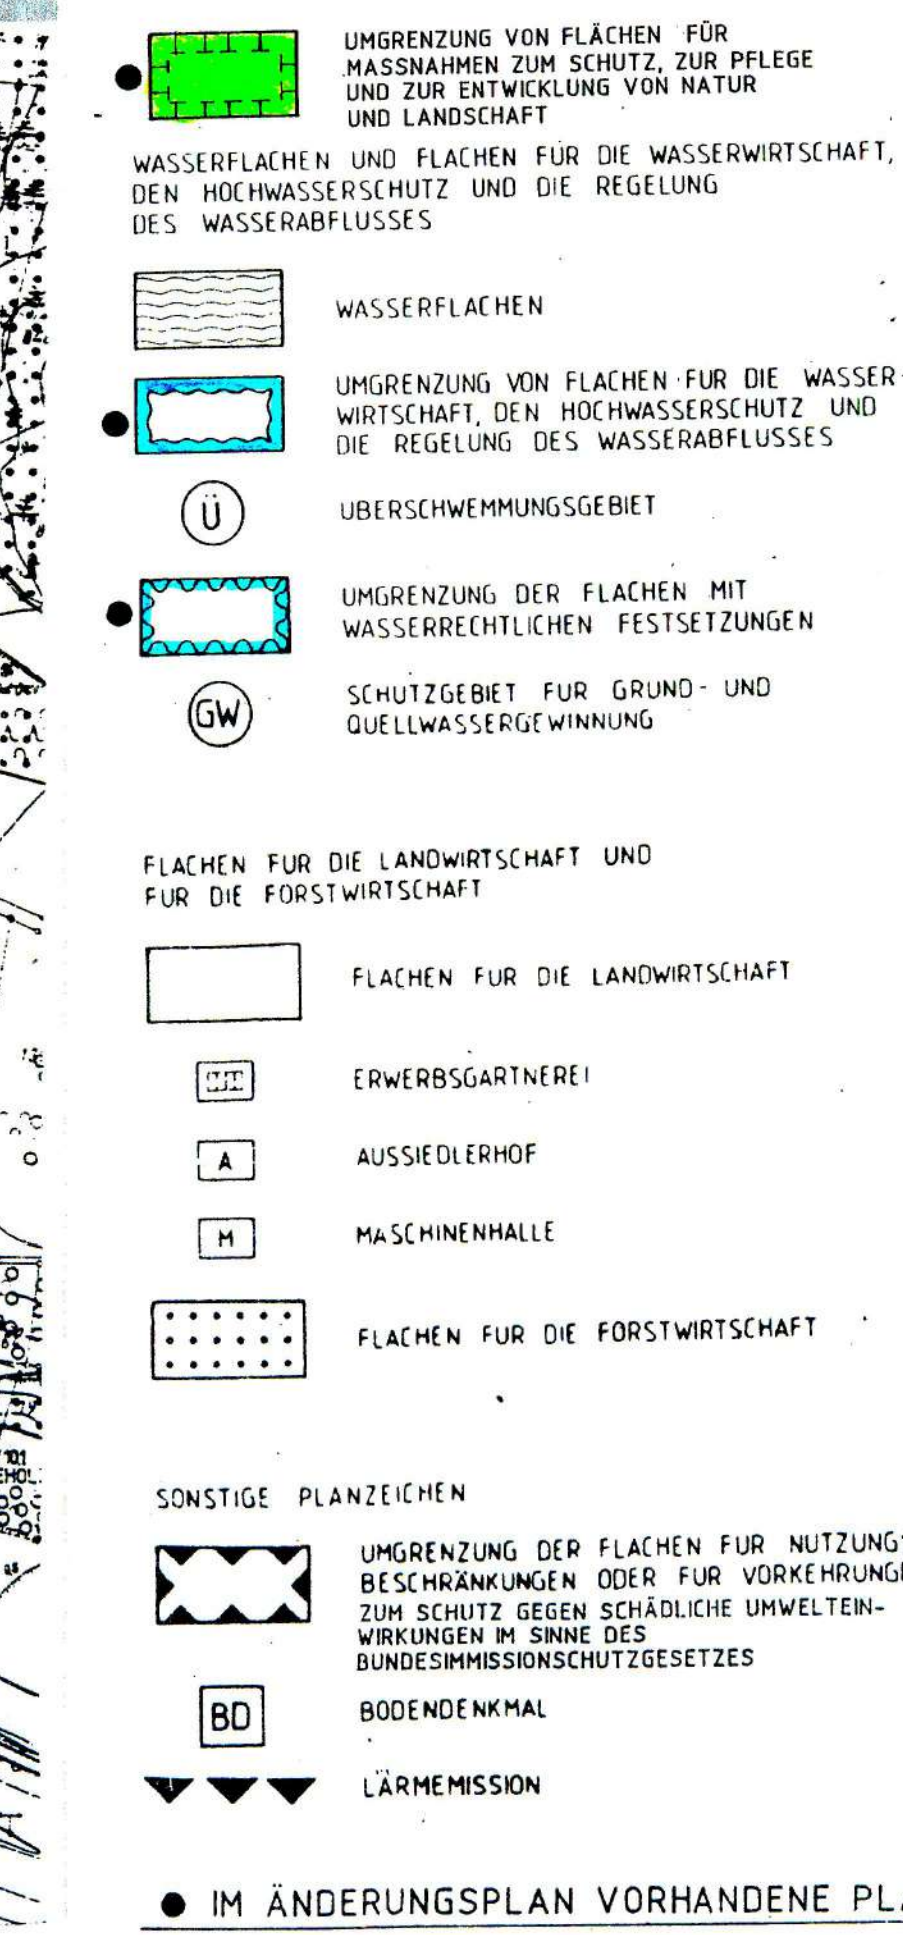 UMGRENZUNG VON FLÄCHEN FÜR
MASSNAHMEN ZUM SCHUTZ, ZUR PFLEGE
UND ZUR ENTWICKLUNG VON NATUR
UND LANDSCHAFT
WASSERFLACHEN UND FLACHEN FÜR DIE WASSERWIRTSCHAFT,
DEN HOCHWASSERSCHUTZ UND DIE REGELUNG
DES WASSERABFLUSSES
WASSERFLACHEN
UMGRENZUNG VON FLACHEN FUR DIE WASSER-
WIRTSCHAFT, DEN HOCHWASSERSCHUTZ UND
DIE REGELUNG DES WASSERABFLUSSES
Ü UBERSCHWEMMUNGSGEBIET
UMGRENZUNG DER FLACHEN MIT
WASSERRECHTLICHEN FESTSETZUNGEN
GW SCHUTZGEBIET FUR GRUND- UND
QUELLWASSERGEWINNUNG
FLACHEN FUR DIE LANDWIRTSCHAFT UND
FUR DIE FORSTWIRTSCHAFT
FLACHEN FUR DIE LANDWIRTSCHAFT
ERWERBSGARTNEREI
A AUSSIEDLERHOF
M MASCHINENHALLE
FLACHEN FUR DIE FORSTWIRTSCHAFT
101
SONSTIGE PLANZEICHEN
UMGRENZUNG DER FLACHEN FUR NUTZUNGS
BESCHRÄNKUNGEN ODER FUR VORKEHRUNGE
ZUM SCHUTZ GEGEN SCHÄDLICHE UMWELTEIN-
WIRKUNGEN IM SINNE DES
BUNDESIMMISSIONSCHUTZGESETZES
BD BODENDENKMAL
LÄRMEMISSION
● IM ÄNDERUNGSPLAN VORHANDENE PLA